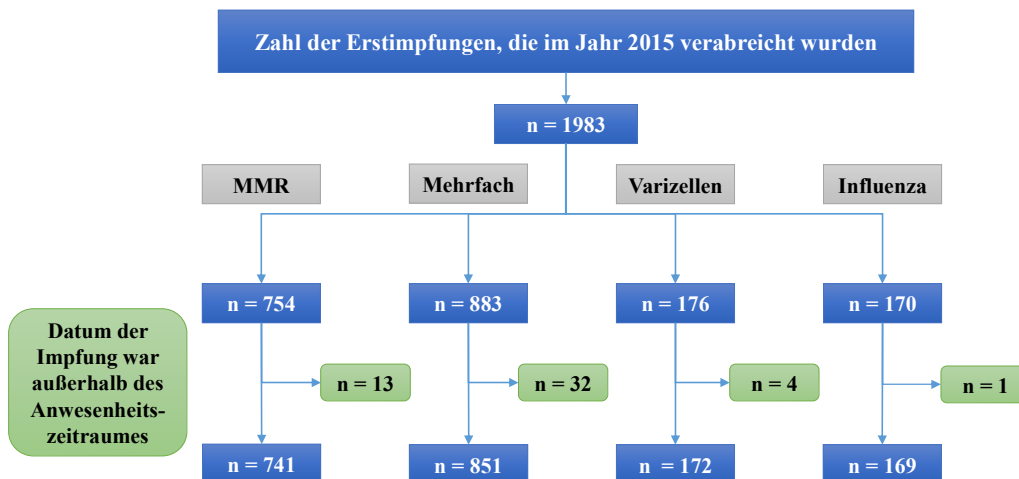 Zahl der Erstimpfungen, die im Jahr 2015 verabreicht wurden
n = 1983
MMR
Mehrfach
Varizellen
Influenza
n = 754
n = 883
n = 176
n = 170
Datum der
Impfung war
außerhalb des
Anwesenheits-
zeitraumes
n = 13
n = 32
n = 4
n = 1
n = 741
n = 851
n = 172
n = 169